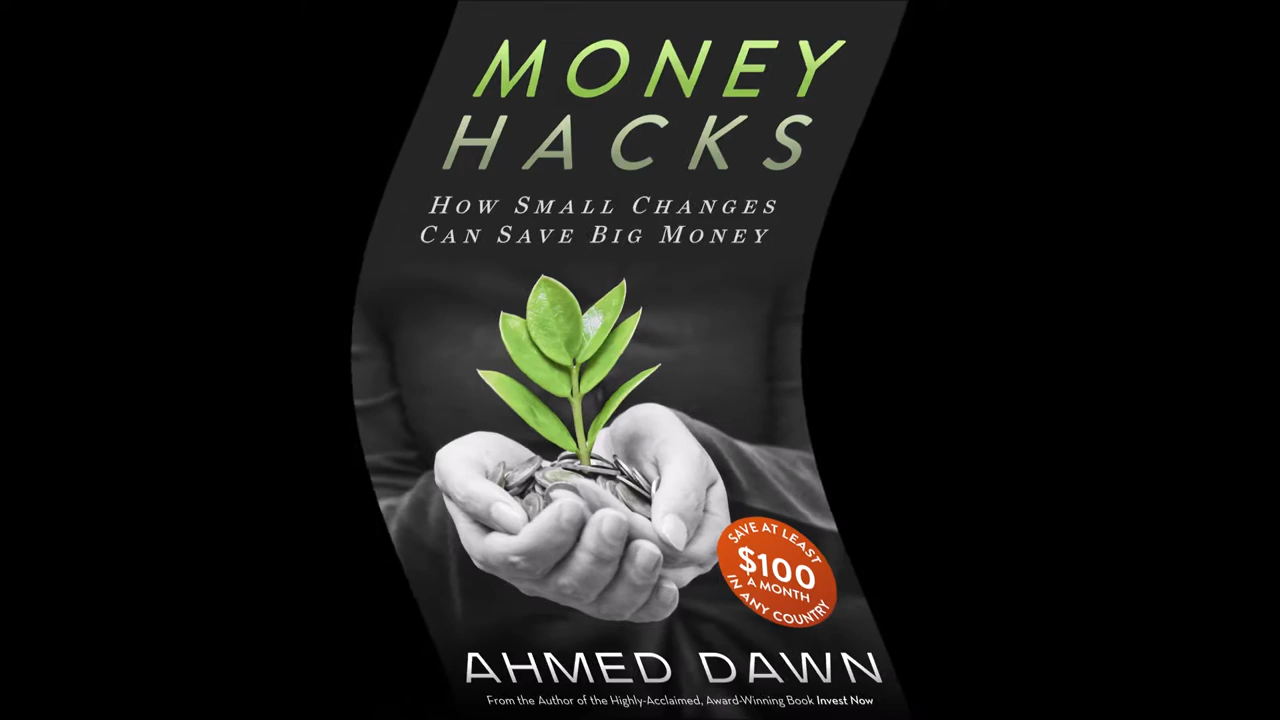 MONEY
HACKS
HOW SMALL CHANGES
CAN SAVE BIG MONEY
SAVE AT LEAST
$100
A MONTH
IN ANY COUNTRY
AHMED DAWN
From the Author of the Highly-Acclaimed, Award-Winning Book Invest Now